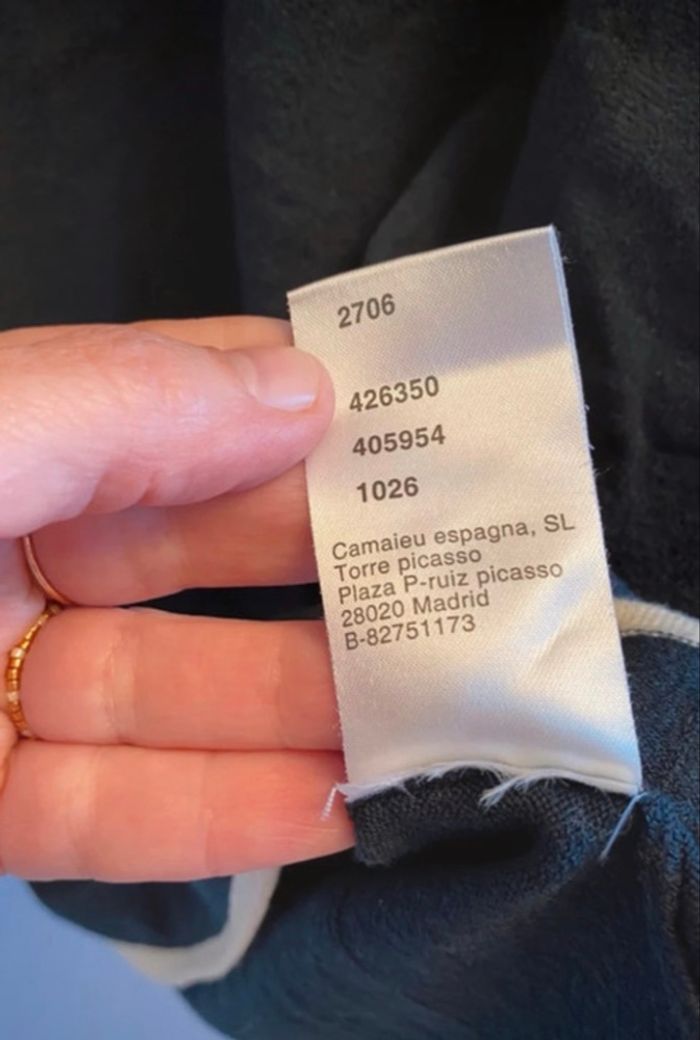 2706
426350
405954
1026
Camaieu espagna, SL
Torre picasso
Plaza P-ruiz picasso
28020 Madrid
B-82751173